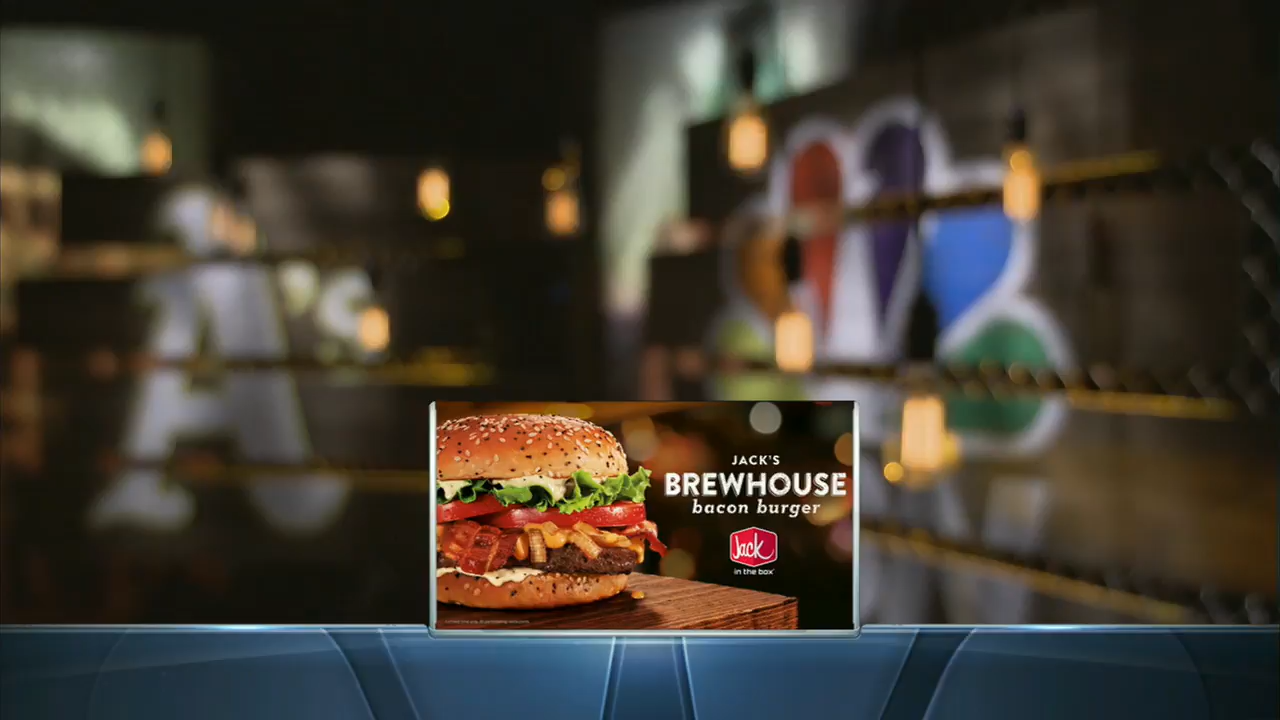 A's
JACK'S
BREWHOUSE
bacon burger
Jack
in the box